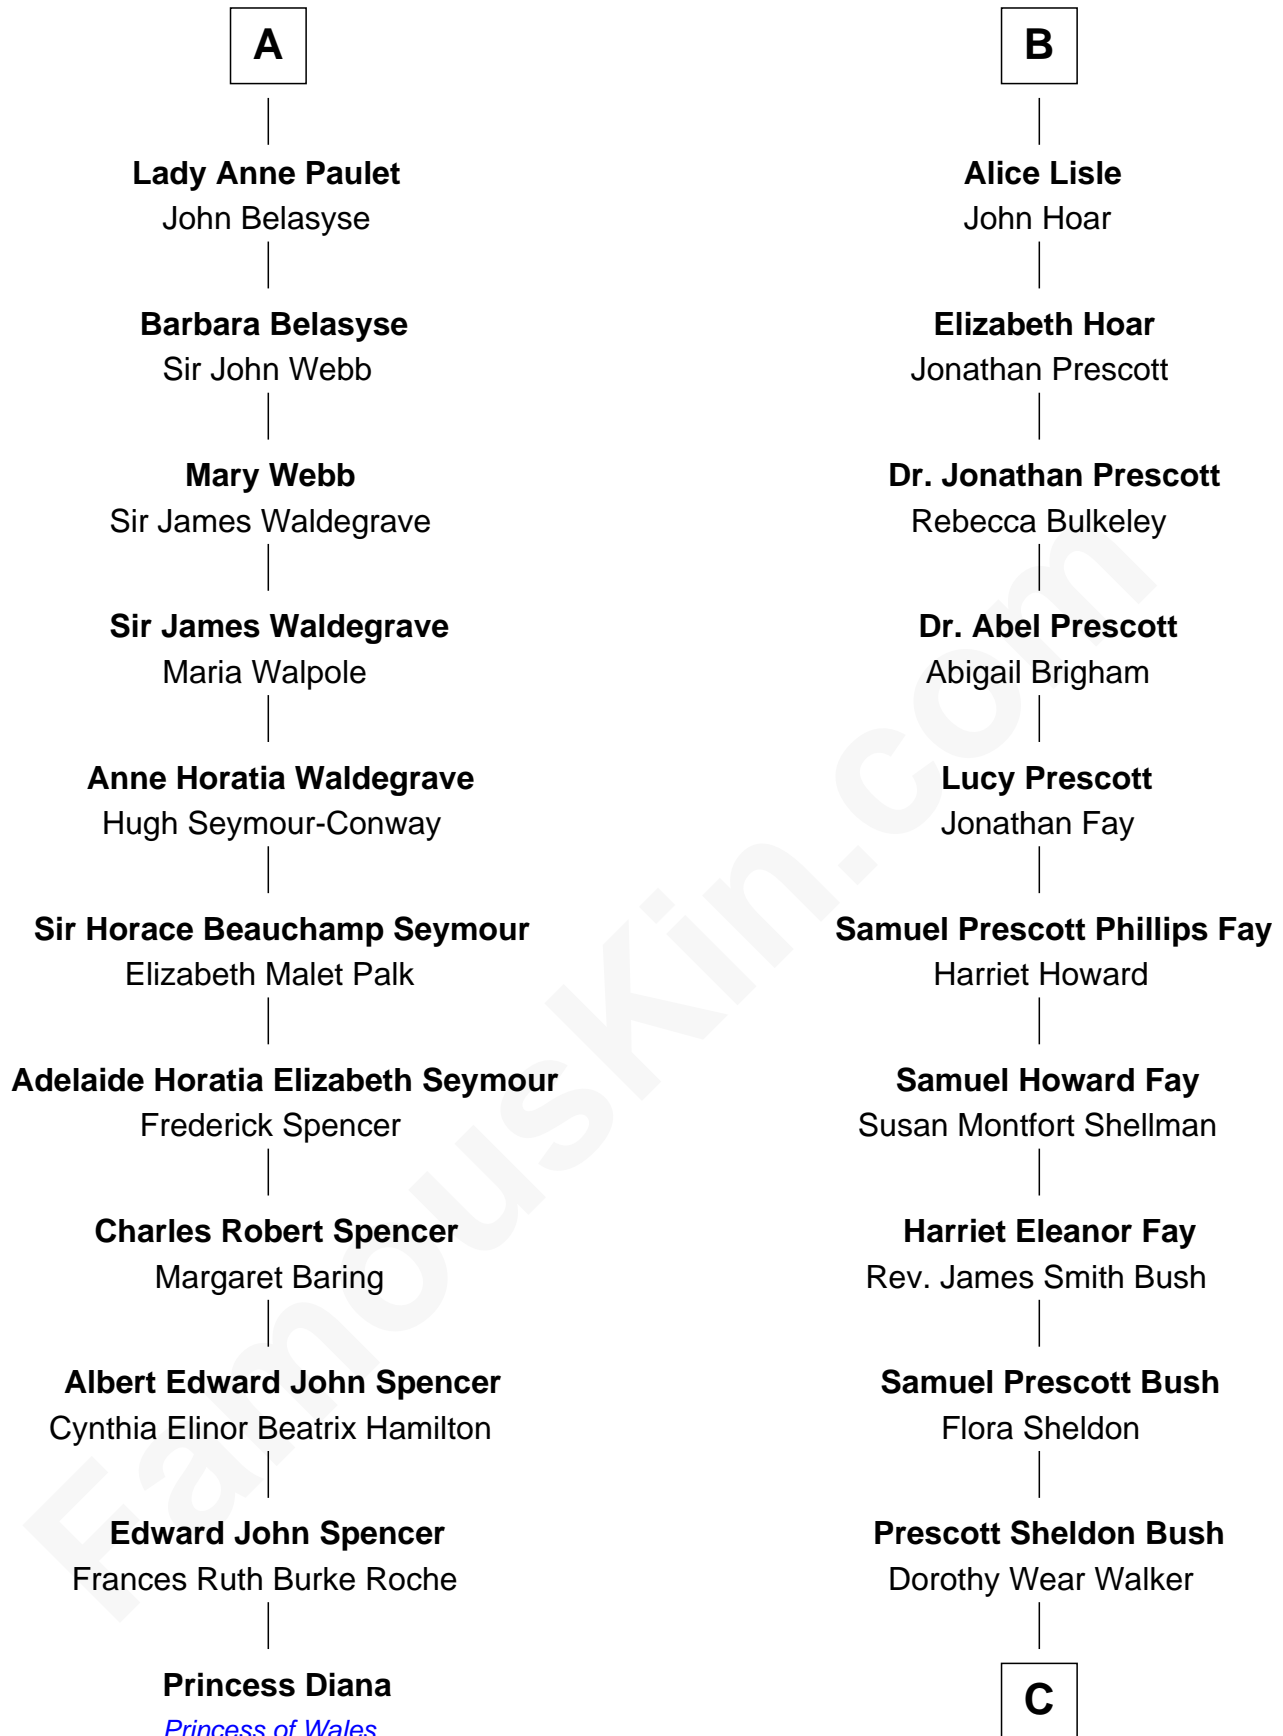 A
Lady Anne Paulet
John Belasyse
Barbara Belasyse
Sir John Webb
Mary Webb
Sir James Waldegrave
Sir James Waldegrave
Maria Walpole
Anne Horatia Waldegrave
Hugh Seymour-Conway
Sir Horace Beauchamp Seymour
Elizabeth Malet Palk
Adelaide Horatia Elizabeth Seymour
Frederick Spencer
Charles Robert Spencer
Margaret Baring
Albert Edward John Spencer
Cynthia Elinor Beatrix Hamilton
Edward John Spencer
Frances Ruth Burke Roche
Princess Diana
Princess of Wales
B
Alice Lisle
John Hoar
Elizabeth Hoar
Jonathan Prescott
Dr. Jonathan Prescott
Rebecca Bulkeley
Dr. Abel Prescott
Abigail Brigham
Lucy Prescott
Jonathan Fay
Samuel Prescott Phillips Fay
Harriet Howard
Samuel Howard Fay
Susan Montfort Shellman
Harriet Eleanor Fay
Rev. James Smith Bush
Samuel Prescott Bush
Flora Sheldon
Prescott Sheldon Bush
Dorothy Wear Walker
C
FamousKin.com